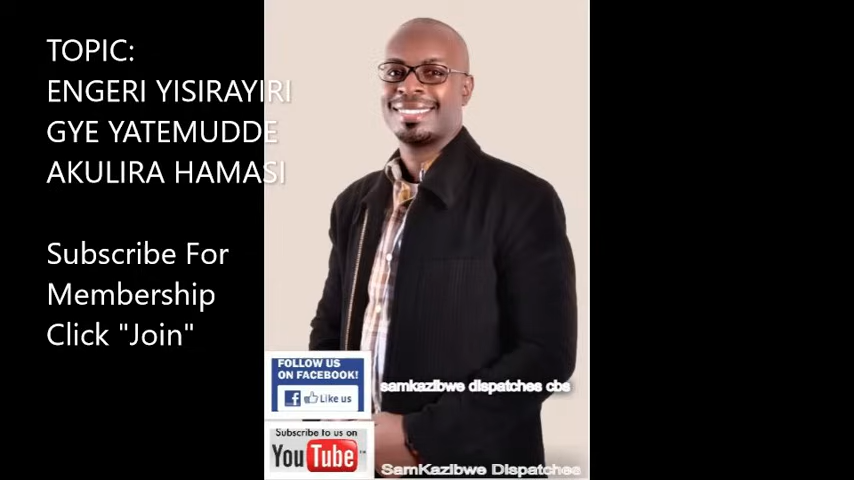 TOPIC:
ENGERI YISIRAYIRI
GYE YATEMUDDE
AKULIRA HAMASI
Subscribe For
Membership
Click "Join"
FOLLOW US
ON FACEBOOK!
f Like us
samkazibwe dispatches cbs
Subscribe to us on
YouTube
SamKazibwe Dispatches